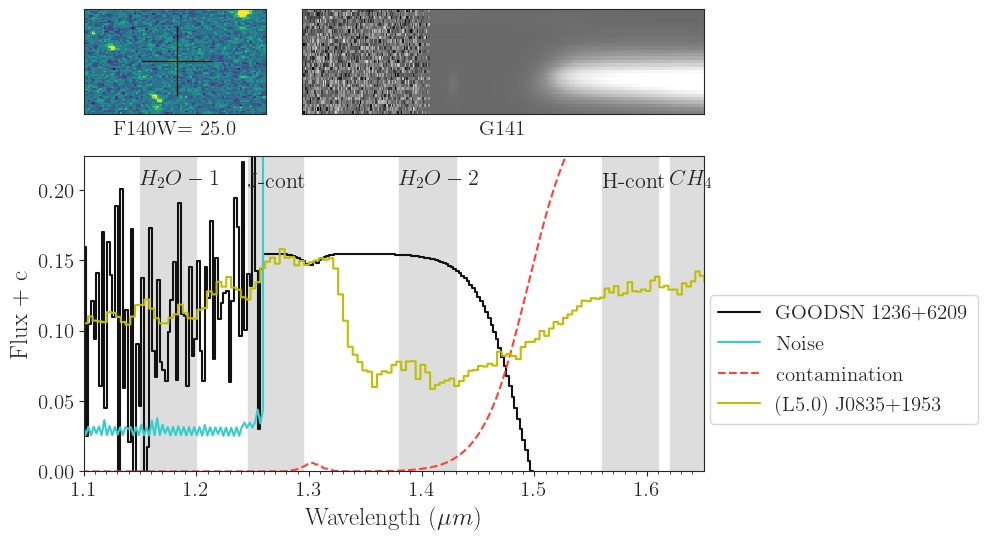 F140W= 25.0
G141
H₂O − 1
J-cont
H₂O − 2
H-cont
CH₄
0.20
0.15
0.10
0.05
0.00
Flux + c
1.1
1.2
1.3
1.4
1.5
1.6
Wavelength (μm)
GOODSN 1236+6209
Noise
contamination
(L5.0) J0835+1953